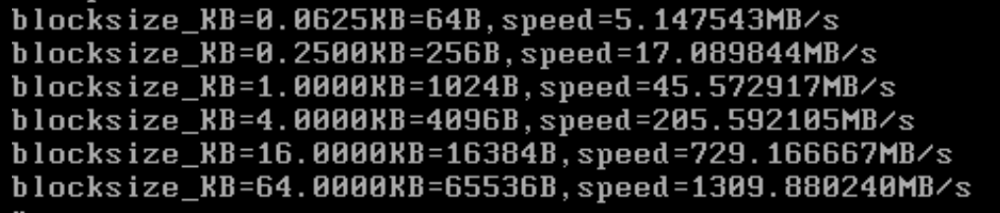 blocksize_KB=0.0625KB=64B,speed=5.147543MB/s
blocksize_KB=0.2500KB=256B,speed=17.089844MB/s
blocksize_KB=1.0000KB=1024B,speed=45.572917MB/s
blocksize_KB=4.0000KB=4096B,speed=205.592105MB/s
blocksize_KB=16.0000KB=16384B,speed=729.166667MB/s
blocksize_KB=64.0000KB=65536B,speed=1309.880240MB/s